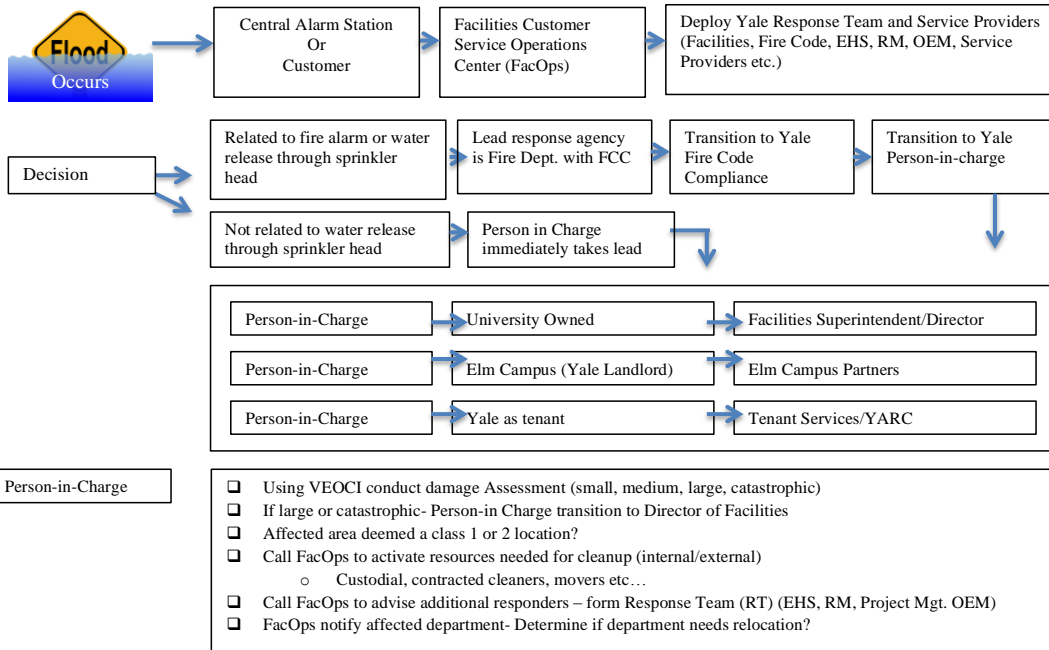 Flood
Occurs
Central Alarm Station
Or
Customer
Facilities Customer
Service Operations
Center (FacOps)
Deploy Yale Response Team and Service Providers
(Facilities, Fire Code, EHS, RM, OEM, Service
Providers etc.)
Decision
Related to fire alarm or water
release through sprinkler
head
Lead response agency
is Fire Dept. with FCC
Transition to Yale
Fire Code
Compliance
Transition to Yale
Person-in-charge
Not related to water release
through sprinkler head
Person in Charge
immediately takes lead
Person-in-Charge
University Owned
Facilities Superintendent/Director
Person-in-Charge
Elm Campus (Yale Landlord)
Elm Campus Partners
Person-in-Charge
Yale as tenant
Tenant Services/YARC
Person-in-Charge
❑ Using VEOCI conduct damage Assessment (small, medium, large, catastrophic)
❑ If large or catastrophic- Person-in Charge transition to Director of Facilities
❑ Affected area deemed a class 1 or 2 location?
❑ Call FacOps to activate resources needed for cleanup (internal/external)
o Custodial, contracted cleaners, movers etc…
❑ Call FacOps to advise additional responders – form Response Team (RT) (EHS, RM, Project Mgt. OEM)
❑ FacOps notify affected department- Determine if department needs relocation?